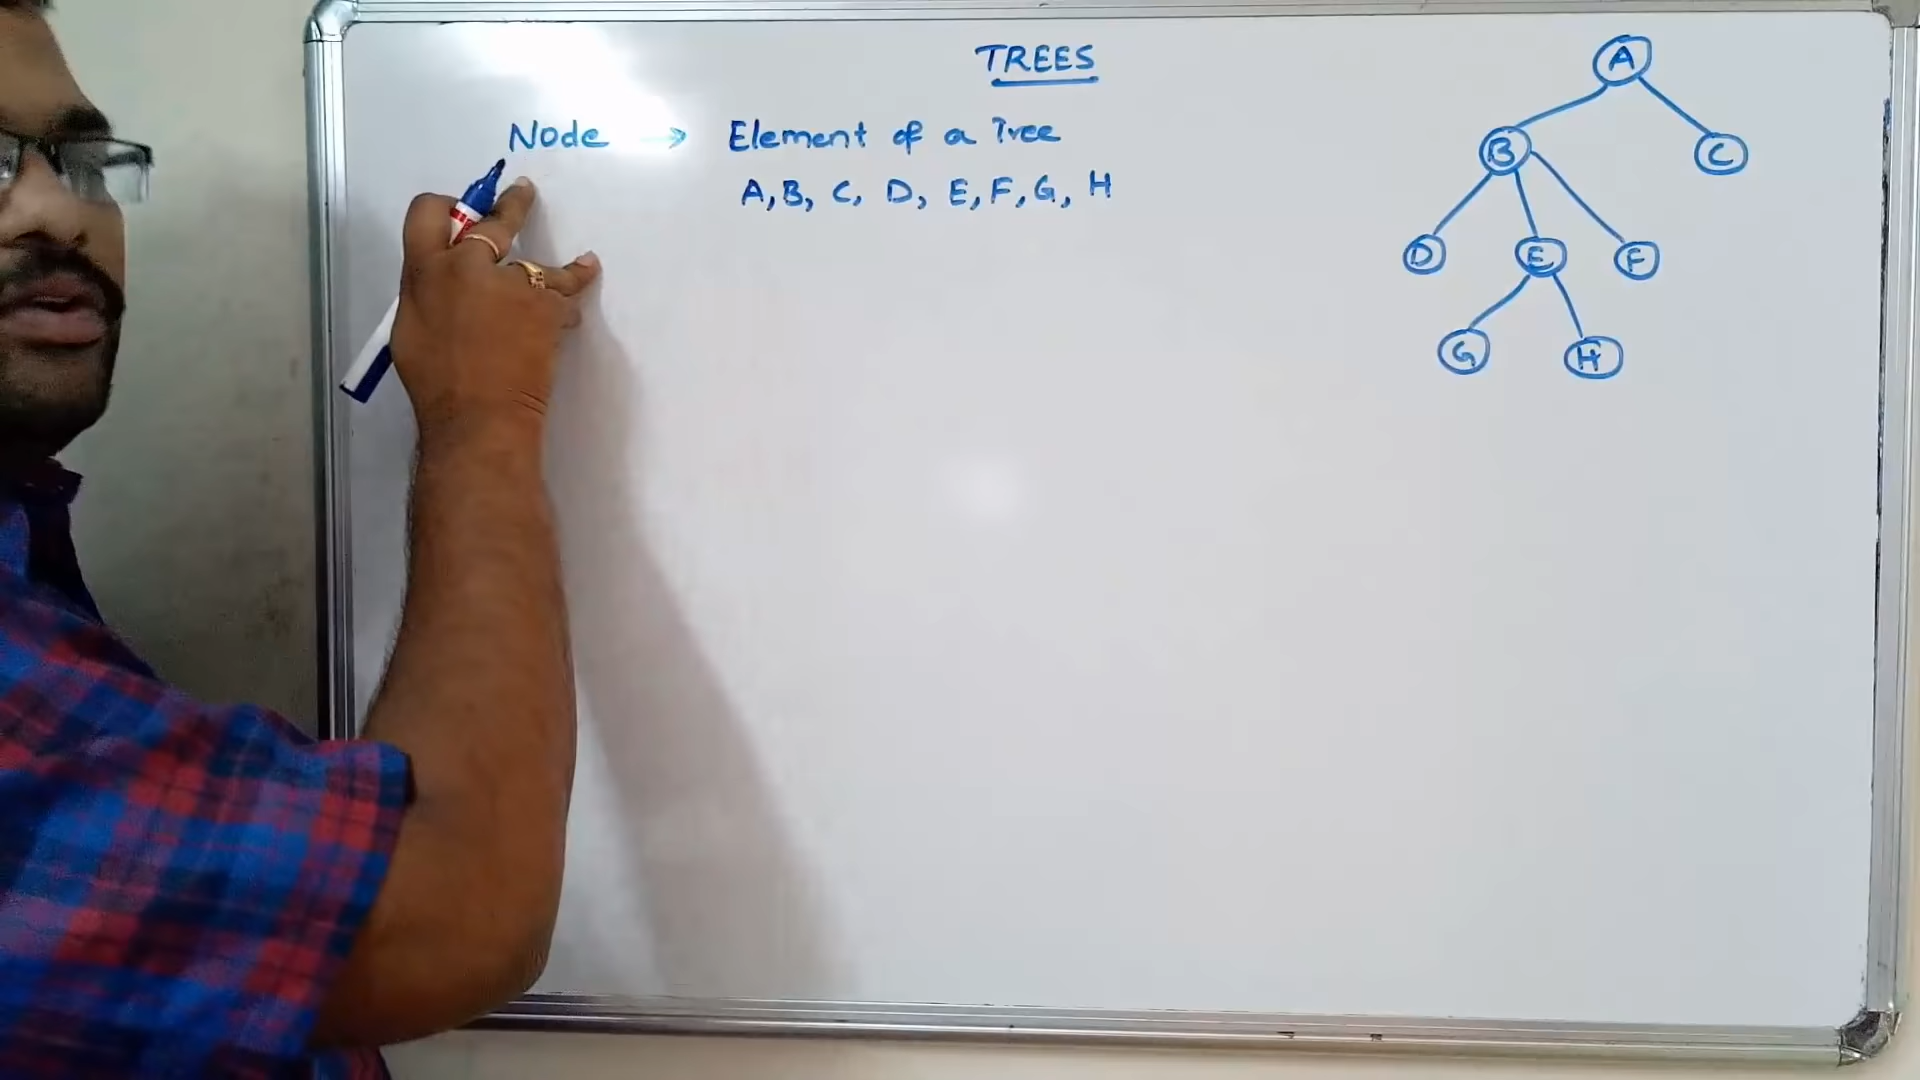 TREES
Node → Element of a Tree
A, B, C, D, E, F, G, H
A
B C
D E F
G H